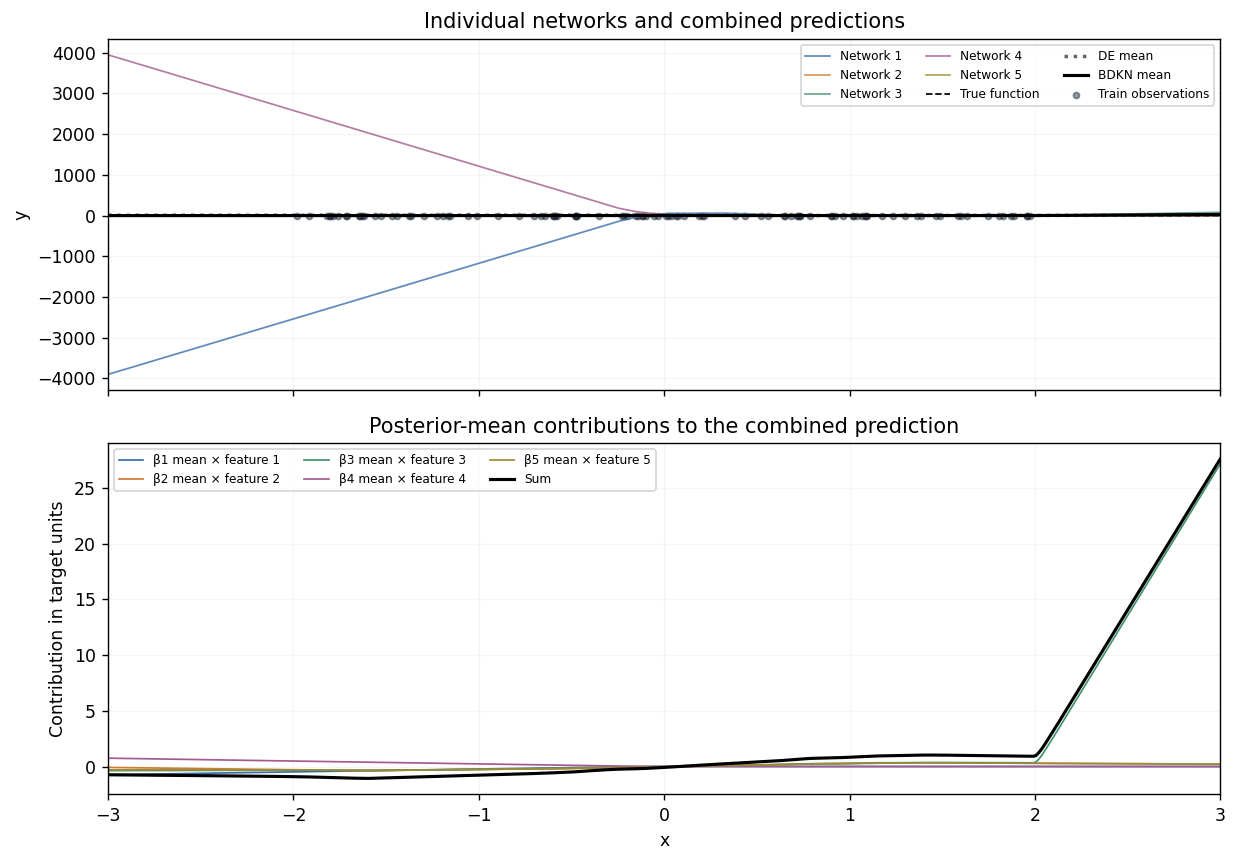 Individual networks and combined predictions
4000
3000
2000
1000
0
−1000
−2000
−3000
−4000
y
Network 1 Network 4 DE mean
Network 2 Network 5 BDKN mean
Network 3 True function Train observations
Posterior-mean contributions to the combined prediction
β1 mean × feature 1 β3 mean × feature 3 β5 mean × feature 5
β2 mean × feature 2 β4 mean × feature 4 Sum
25
20
15
10
5
0
Contribution in target units
−3 −2 −1 0 1 2 3
x